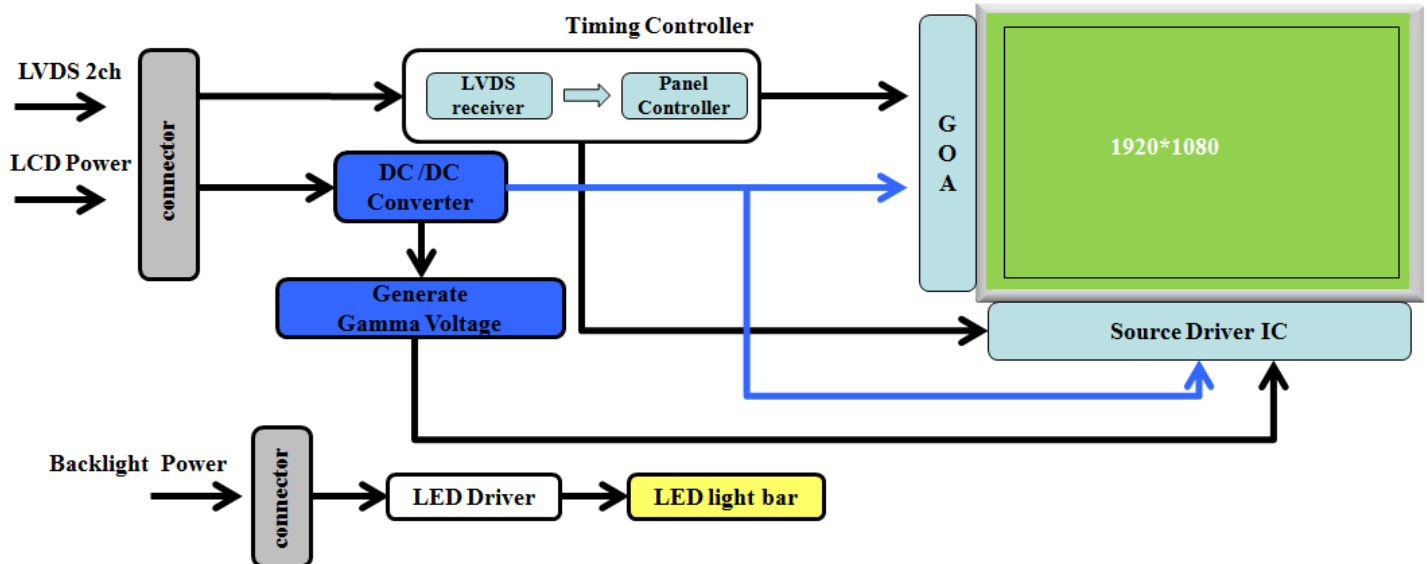 Timing Controller
LVDS 2ch
LCD Power
connector
LVDS
receiver
Panel
Controller
DC /DC
Converter
Generate
Gamma Voltage
G
O
A
1920*1080
Source Driver IC
Backlight Power
connector
LED Driver
LED light bar